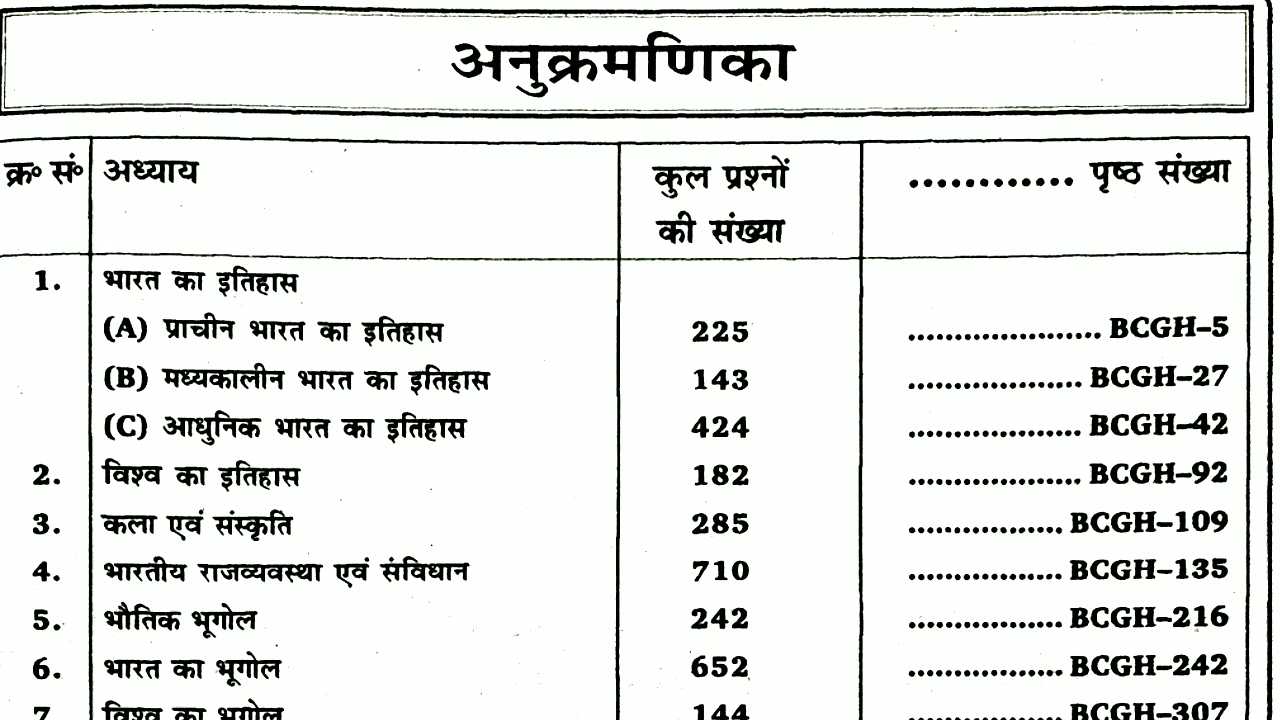 अनुक्रमणिका
क्र० सं० अध्याय कुल प्रश्नों की संख्या ............ पृष्ठ संख्या
1. भारत का इतिहास
(A) प्राचीन भारत का इतिहास 225 ..................... BCGH–5
(B) मध्यकालीन भारत का इतिहास 143 ................... BCGH–27
(C) आधुनिक भारत का इतिहास 424 ................... BCGH–42
2. विश्व का इतिहास 182 ................... BCGH–92
3. कला एवं संस्कृति 285 ................. BCGH–109
4. भारतीय राजव्यवस्था एवं संविधान 710 ................. BCGH–135
5. भौतिक भूगोल 242 ................. BCGH–216
6. भारत का भूगोल 652 ................. BCGH–242
7. विश्व का भूगोल 144 ................. BCGH–307